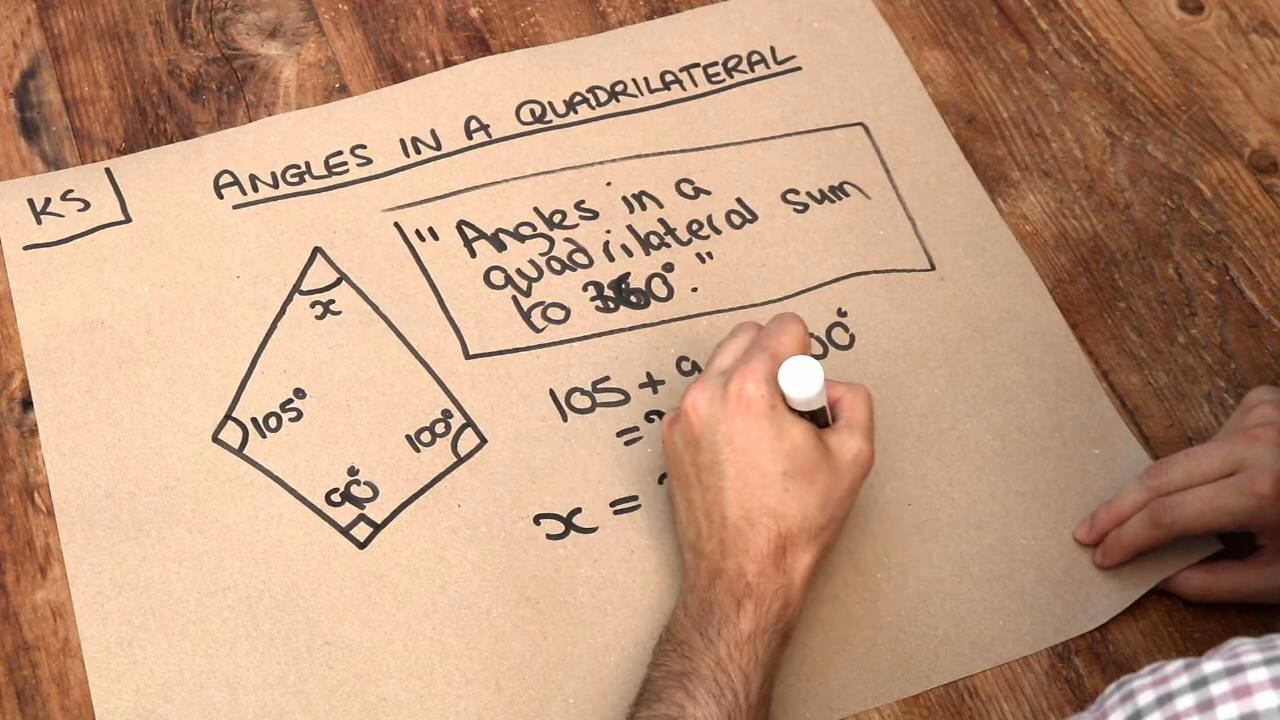 ANGLES IN A QUADRILATERAL
KS
" Angles in a
quadrilateral sum
to 360°."
x
105°
100°
90°
105 +
=
x =